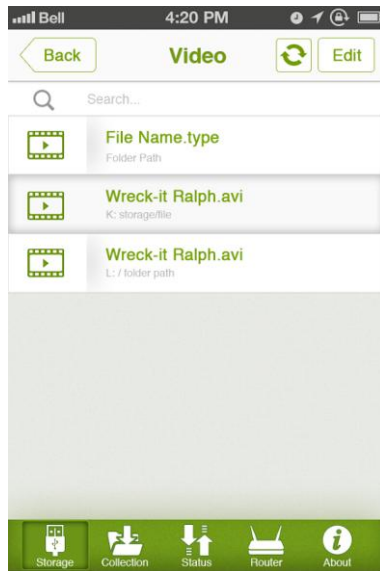 Bell 4:20 PM
Back Video Edit
Search...
File Name.type
Folder Path
Wreck-it Ralph.avi
K: storage/file
Wreck-it Ralph.avi
L: / folder path
Storage Collection Status Router About